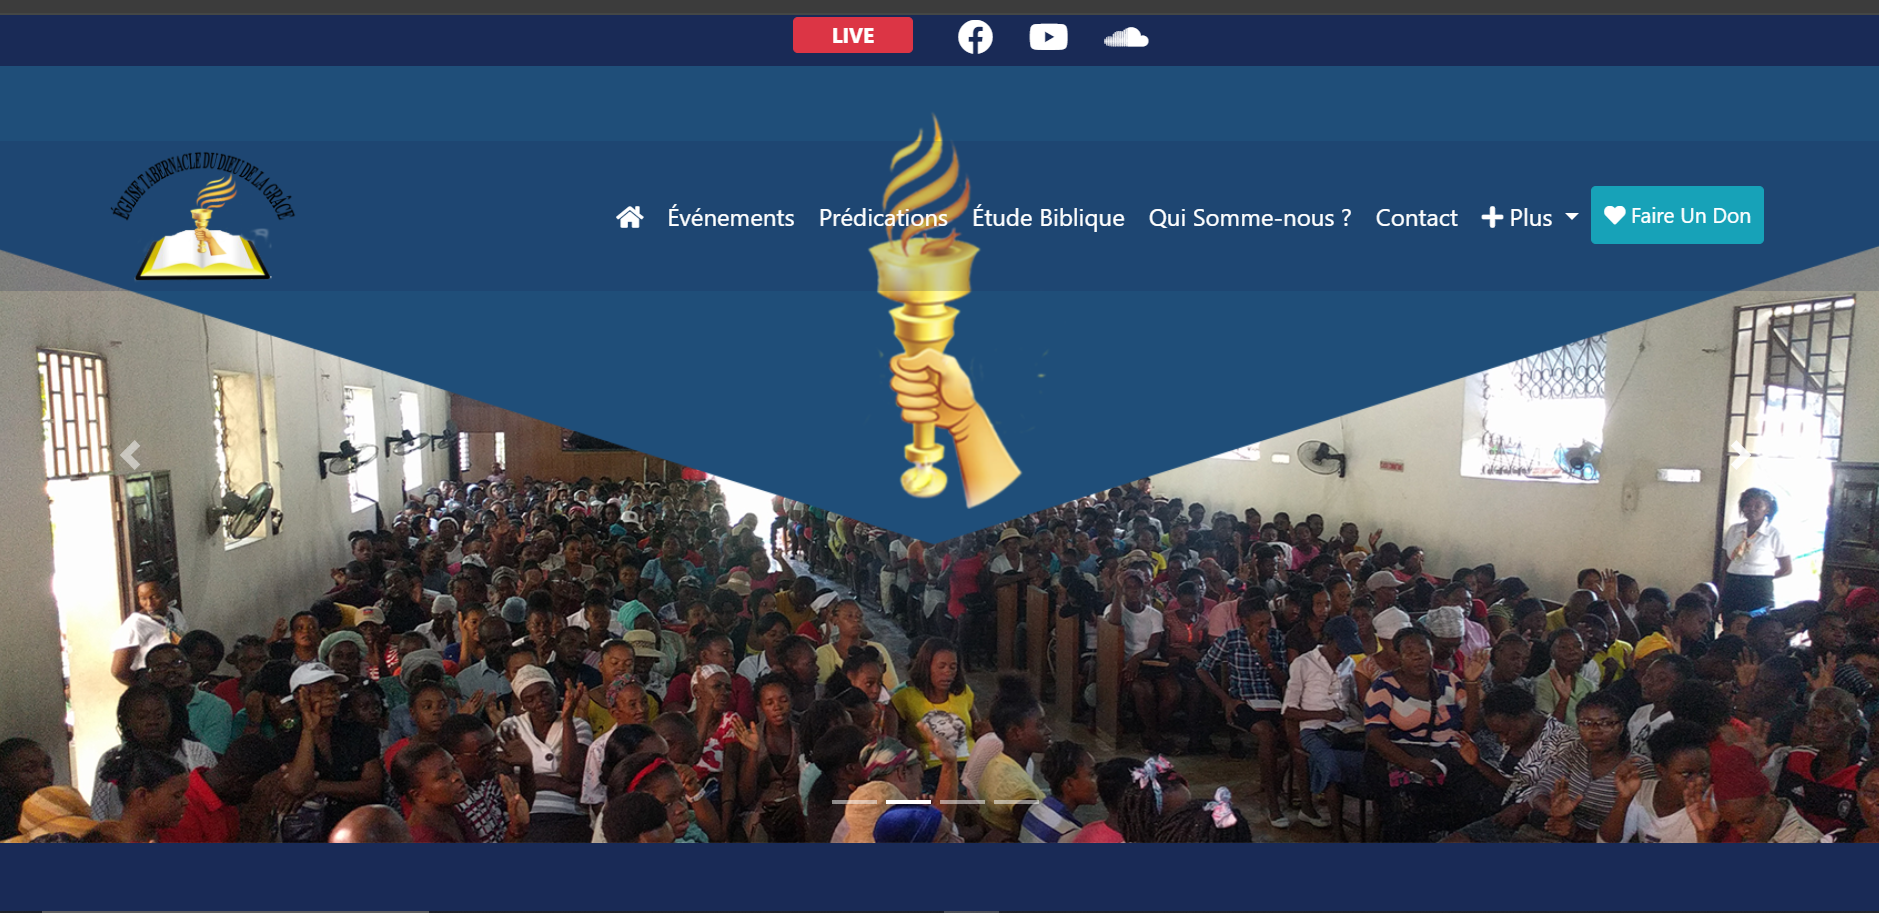 LIVE
ÉGLISE TABERNACLE DU DIEU DE LA GRÂCE
Événements Prédications Étude Biblique Qui Somme-nous ? Contact Plus Faire Un Don